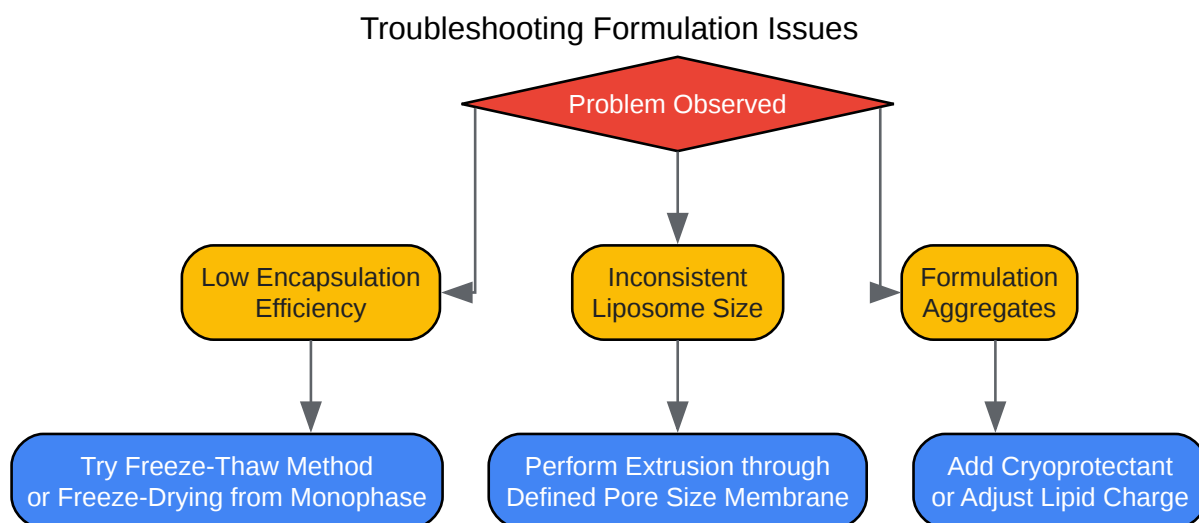 Troubleshooting Formulation Issues
Problem Observed
Low Encapsulation
Efficiency
Inconsistent
Liposome Size
Formulation
Aggregates
Try Freeze-Thaw Method
or Freeze-Drying from Monophase
Perform Extrusion through
Defined Pore Size Membrane
Add Cryoprotectant
or Adjust Lipid Charge